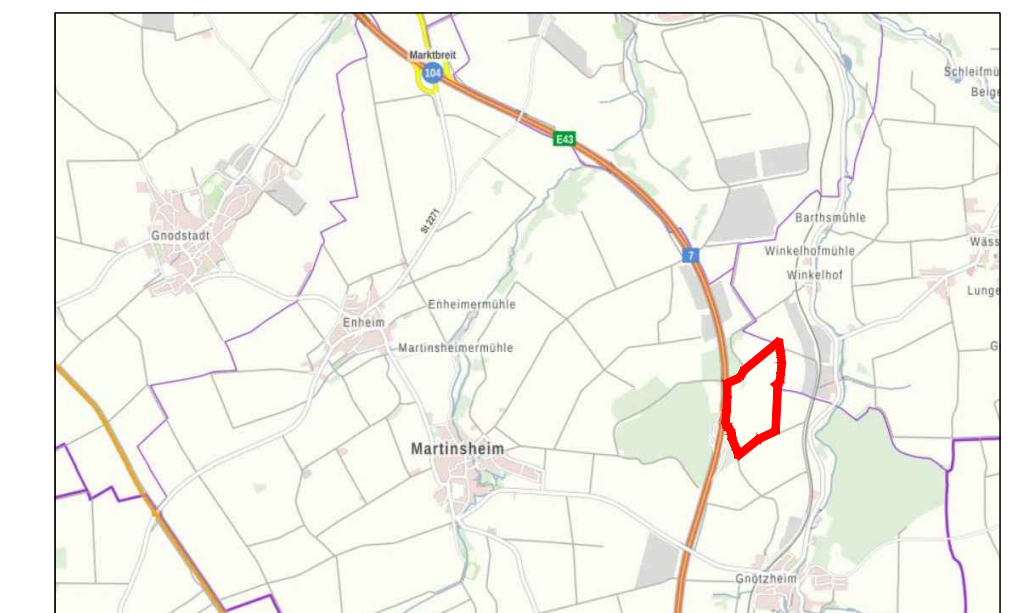 Marktbreit
104
Schleifmü
Beige
E43
St 2271
Barthsmühle
Gnodstadt
Wäss
7
Winkelhofmühle
Winkelhof
Lunge
Enheimermühle
Enheim
Martinsheimermühle
G
Martinsheim
Gnötzheim